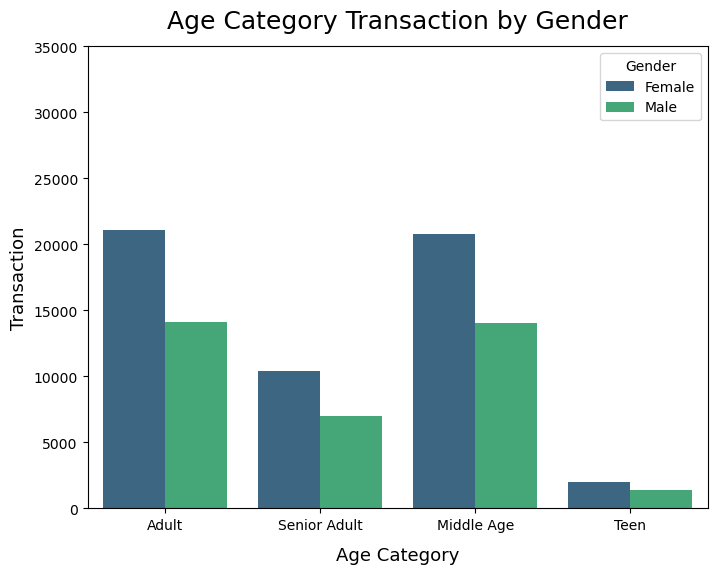 Age Category Transaction by Gender
35000
30000
25000
20000
15000
10000
5000
0
Transaction
Gender
Female
Male
Adult
Senior Adult
Middle Age
Teen
Age Category